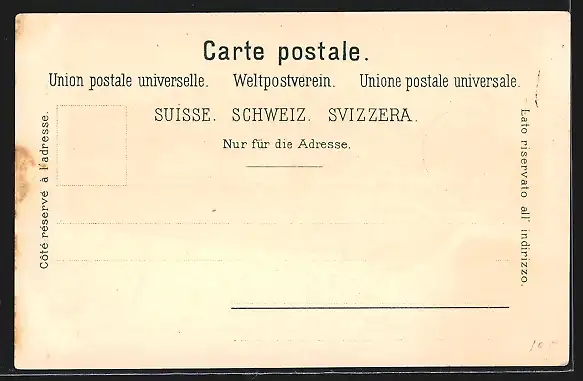 Carte postale.
Union postale universelle. Weltpostverein. Unione postale universale.
SUISSE. SCHWEIZ. SVIZZERA.
Nur für die Adresse.
Côté réservé à l'adresse.
Lato riservato all' indirizzo.